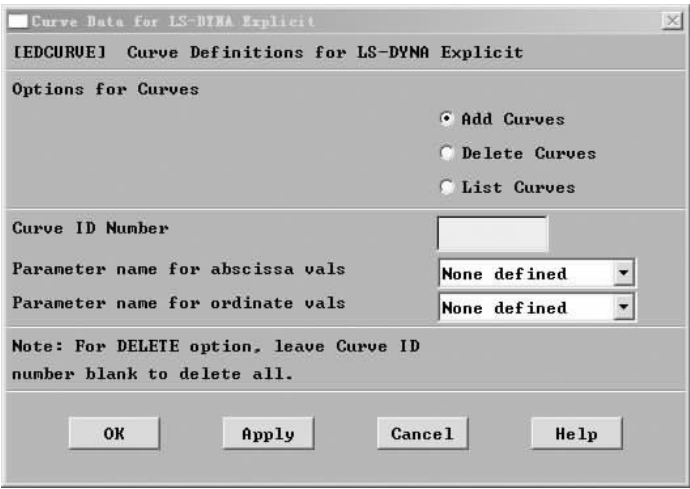 Curve Data for LS-DYNA Explicit
[EDCURVE] Curve Definitions for LS-DYNA Explicit
Options for Curves
Add Curves
Delete Curves
List Curves
Curve ID Number
Parameter name for abscissa vals None defined
Parameter name for ordinate vals None defined
Note: For DELETE option, leave Curve ID
number blank to delete all.
OK Apply Cancel Help